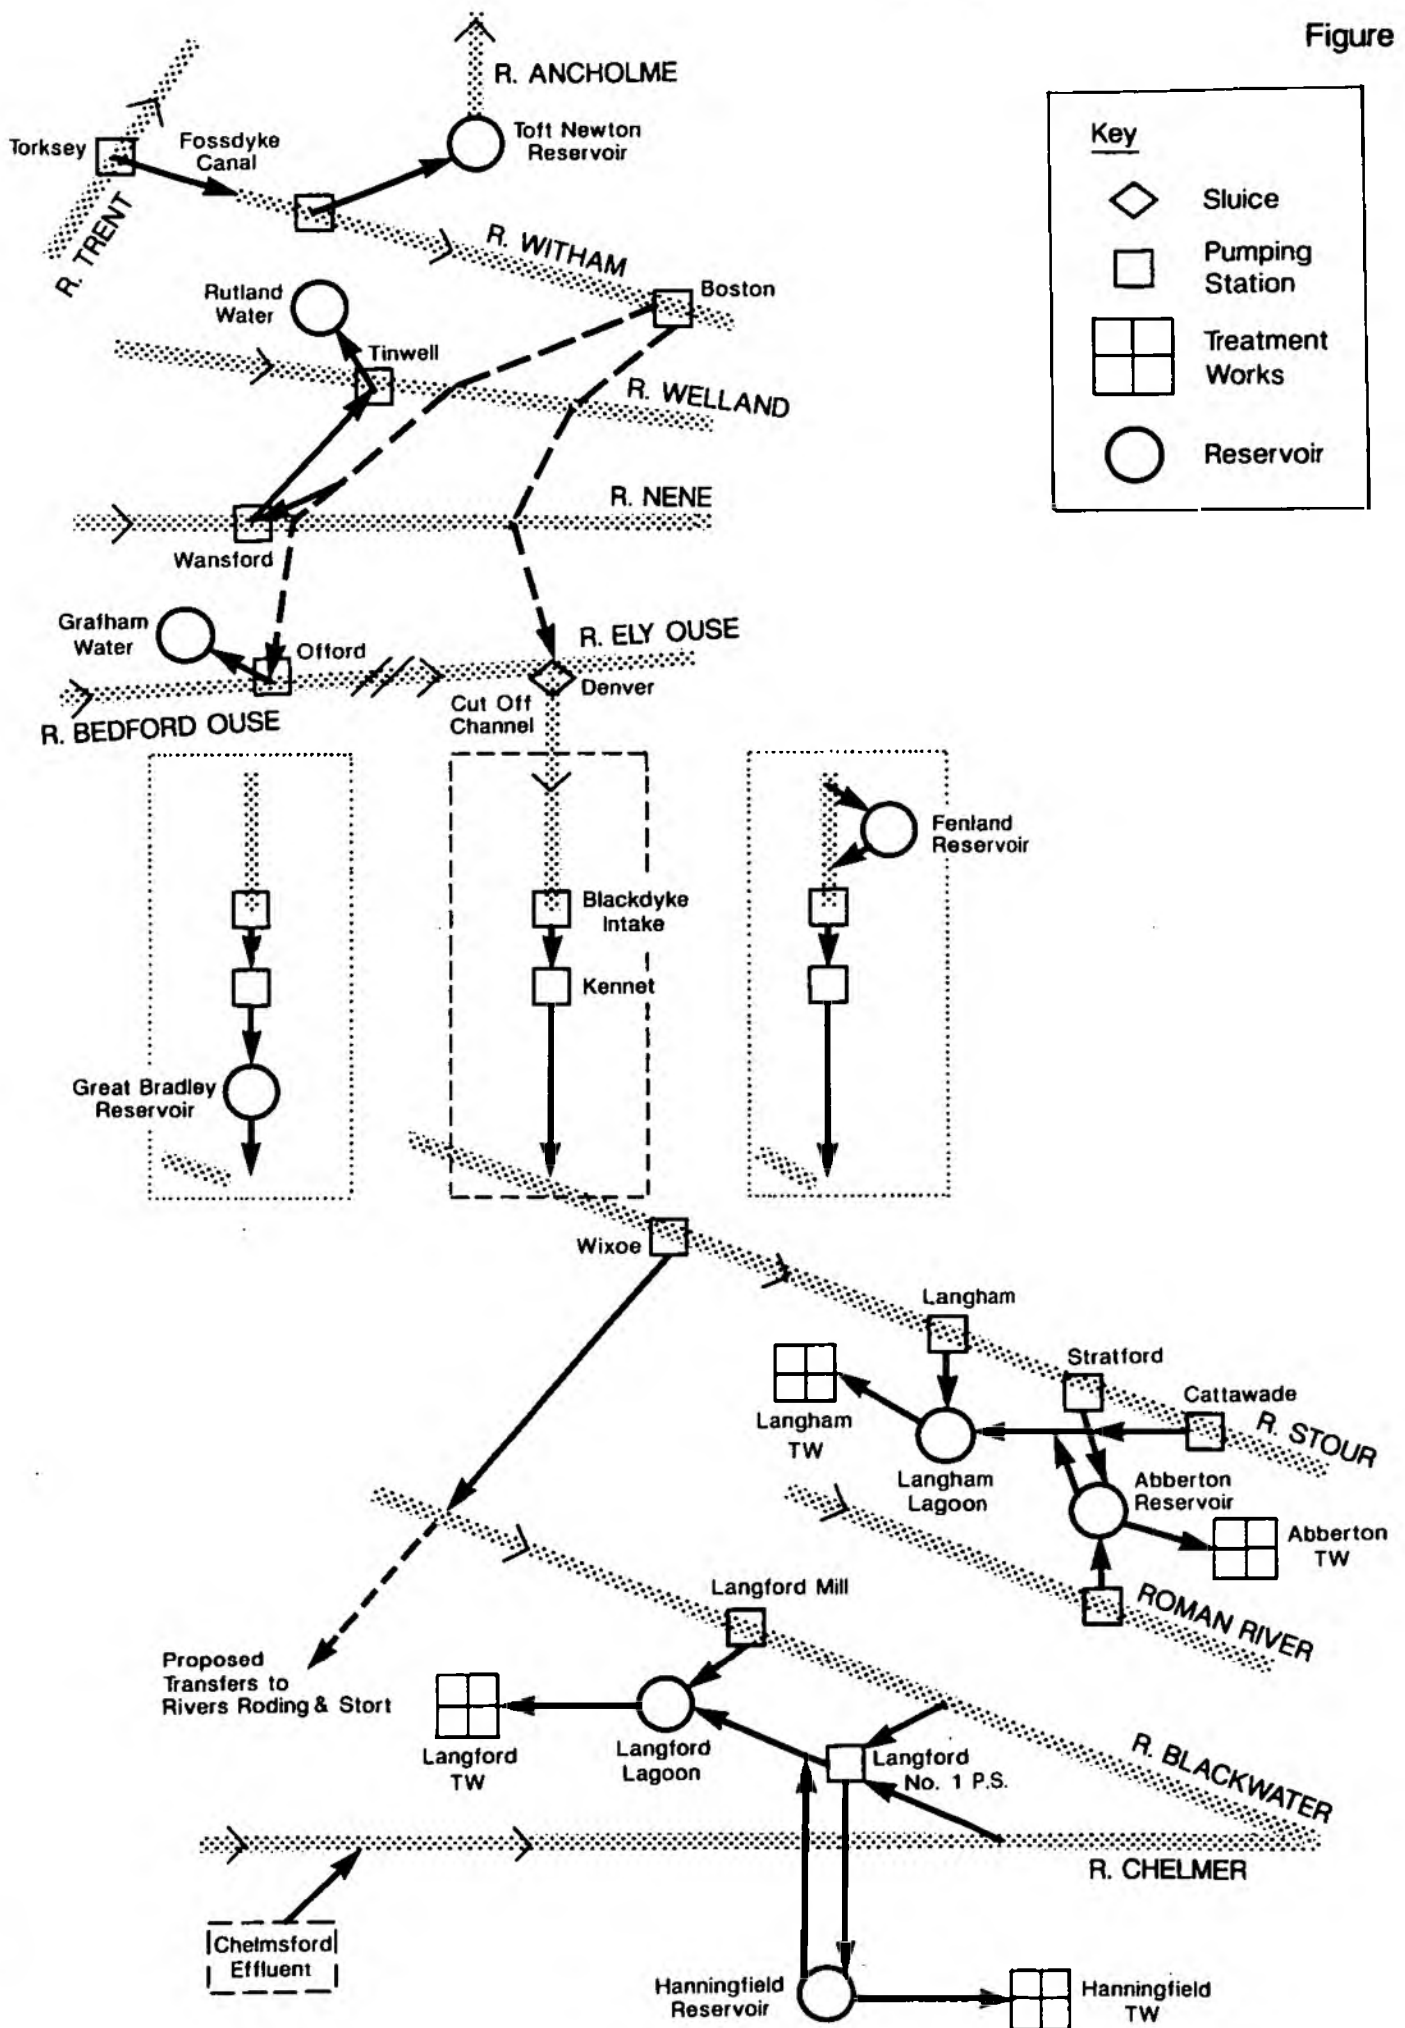 Figure
Key
Sluice
Pumping
Station
Treatment
Works
Reservoir
R. ANCHOLME
Toft Newton
Reservoir
Torksey
Fossdyke
Canal
R. TRENT
R. WITHAM
Boston
Rutland
Water
Tinwell
R. WELLAND
R. NENE
Wansford
Grafham
Water
Offord
R. ELY OUSE
Denver
Cut Off
Channel
R. BEDFORD OUSE
Fenland
Reservoir
Blackdyke
Intake
Kennet
Great Bradley
Reservoir
Wixoe
Langham
Stratford
Cattawade
R. STOUR
Langham
TW
Langham
Lagoon
Abberton
Reservoir
Abberton
TW
ROMAN RIVER
Langford Mill
Proposed
Transfers to
Rivers Roding & Stort
Langford
TW
Langford
Lagoon
Langford
No. 1 P.S.
R. BLACKWATER
R. CHELMER
Chelmsford
Effluent
Hanningfield
Reservoir
Hanningfield
TW